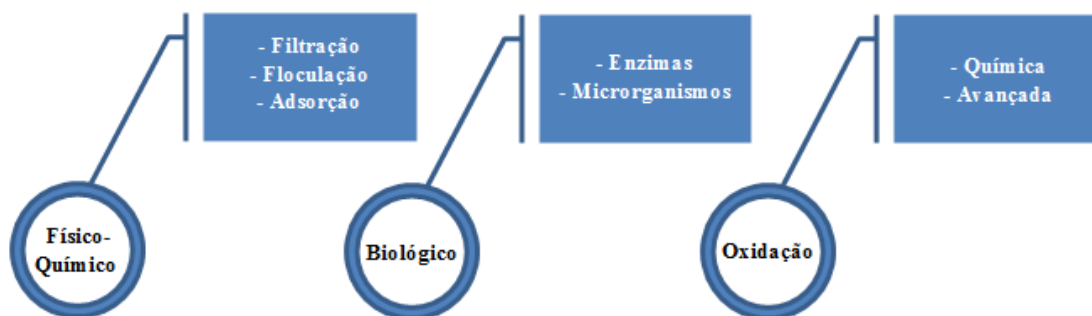 - Filtração
- Floculação
- Adsorção
- Enzimas
- Microrganismos
- Química
- Avançada
Físico-
Químico
Biológico
Oxidação